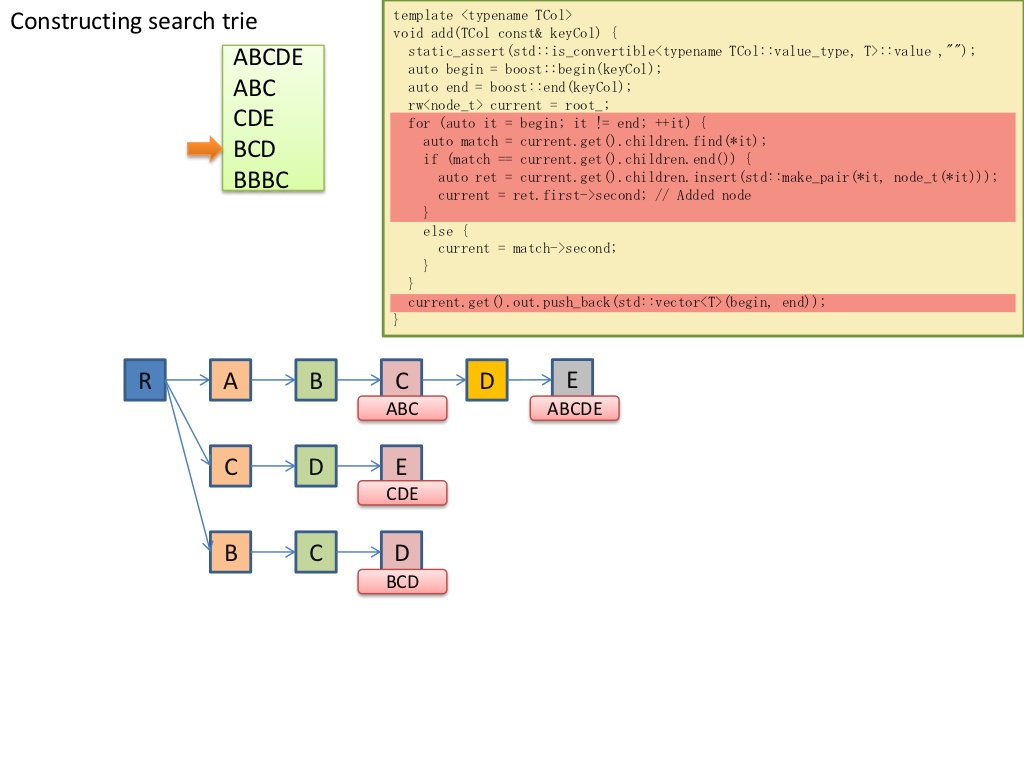 Constructing search trie
ABCDE
ABC
CDE
BCD
BBBC
template <typename TCol>
void add(TCol const& keyCol) {
static_assert(std::is_convertible<typename TCol::value_type, T>::value ,"");
auto begin = boost::begin(keyCol);
auto end = boost::end(keyCol);
rw<node_t> current = root_;
for (auto it = begin; it != end; ++it) {
auto match = current.get().children.find(*it);
if (match == current.get().children.end()) {
auto ret = current.get().children.insert(std::make_pair(*it, node_t(*it)));
current = ret.first->second; // Added node
}
else {
current = match->second;
}
}
current.get().out.push_back(std::vector<T>(begin, end));
}
R A B C D E
ABC ABCDE
C D E
CDE
B C D
BCD